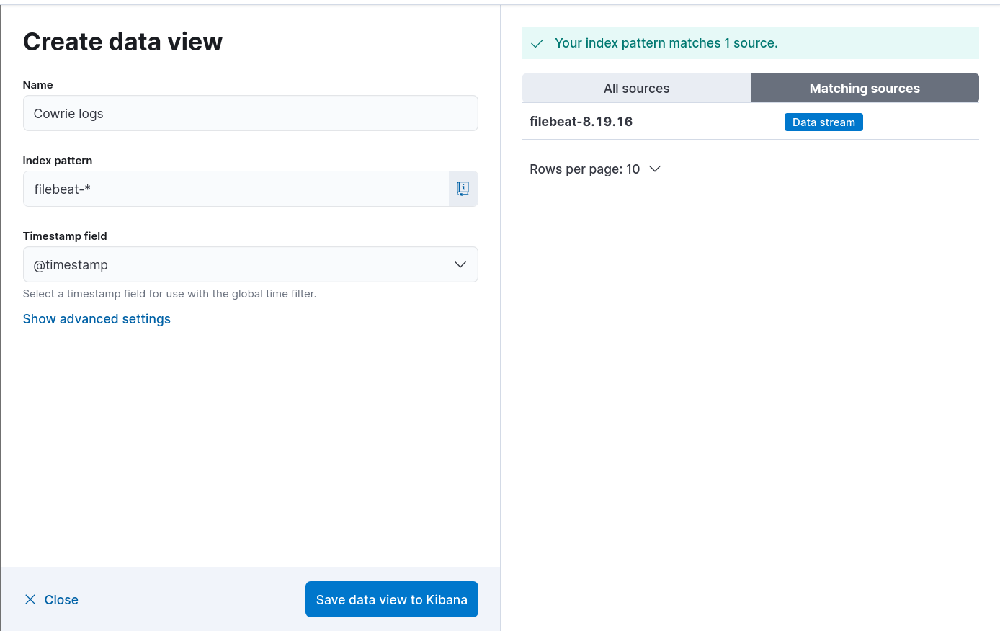 Create data view
Name
Cowrie logs
Index pattern
filebeat-*
Timestamp field
@timestamp
Select a timestamp field for use with the global time filter.
Show advanced settings
Close
Save data view to Kibana
Your index pattern matches 1 source.
All sources
Matching sources
filebeat-8.19.16
Data stream
Rows per page: 10